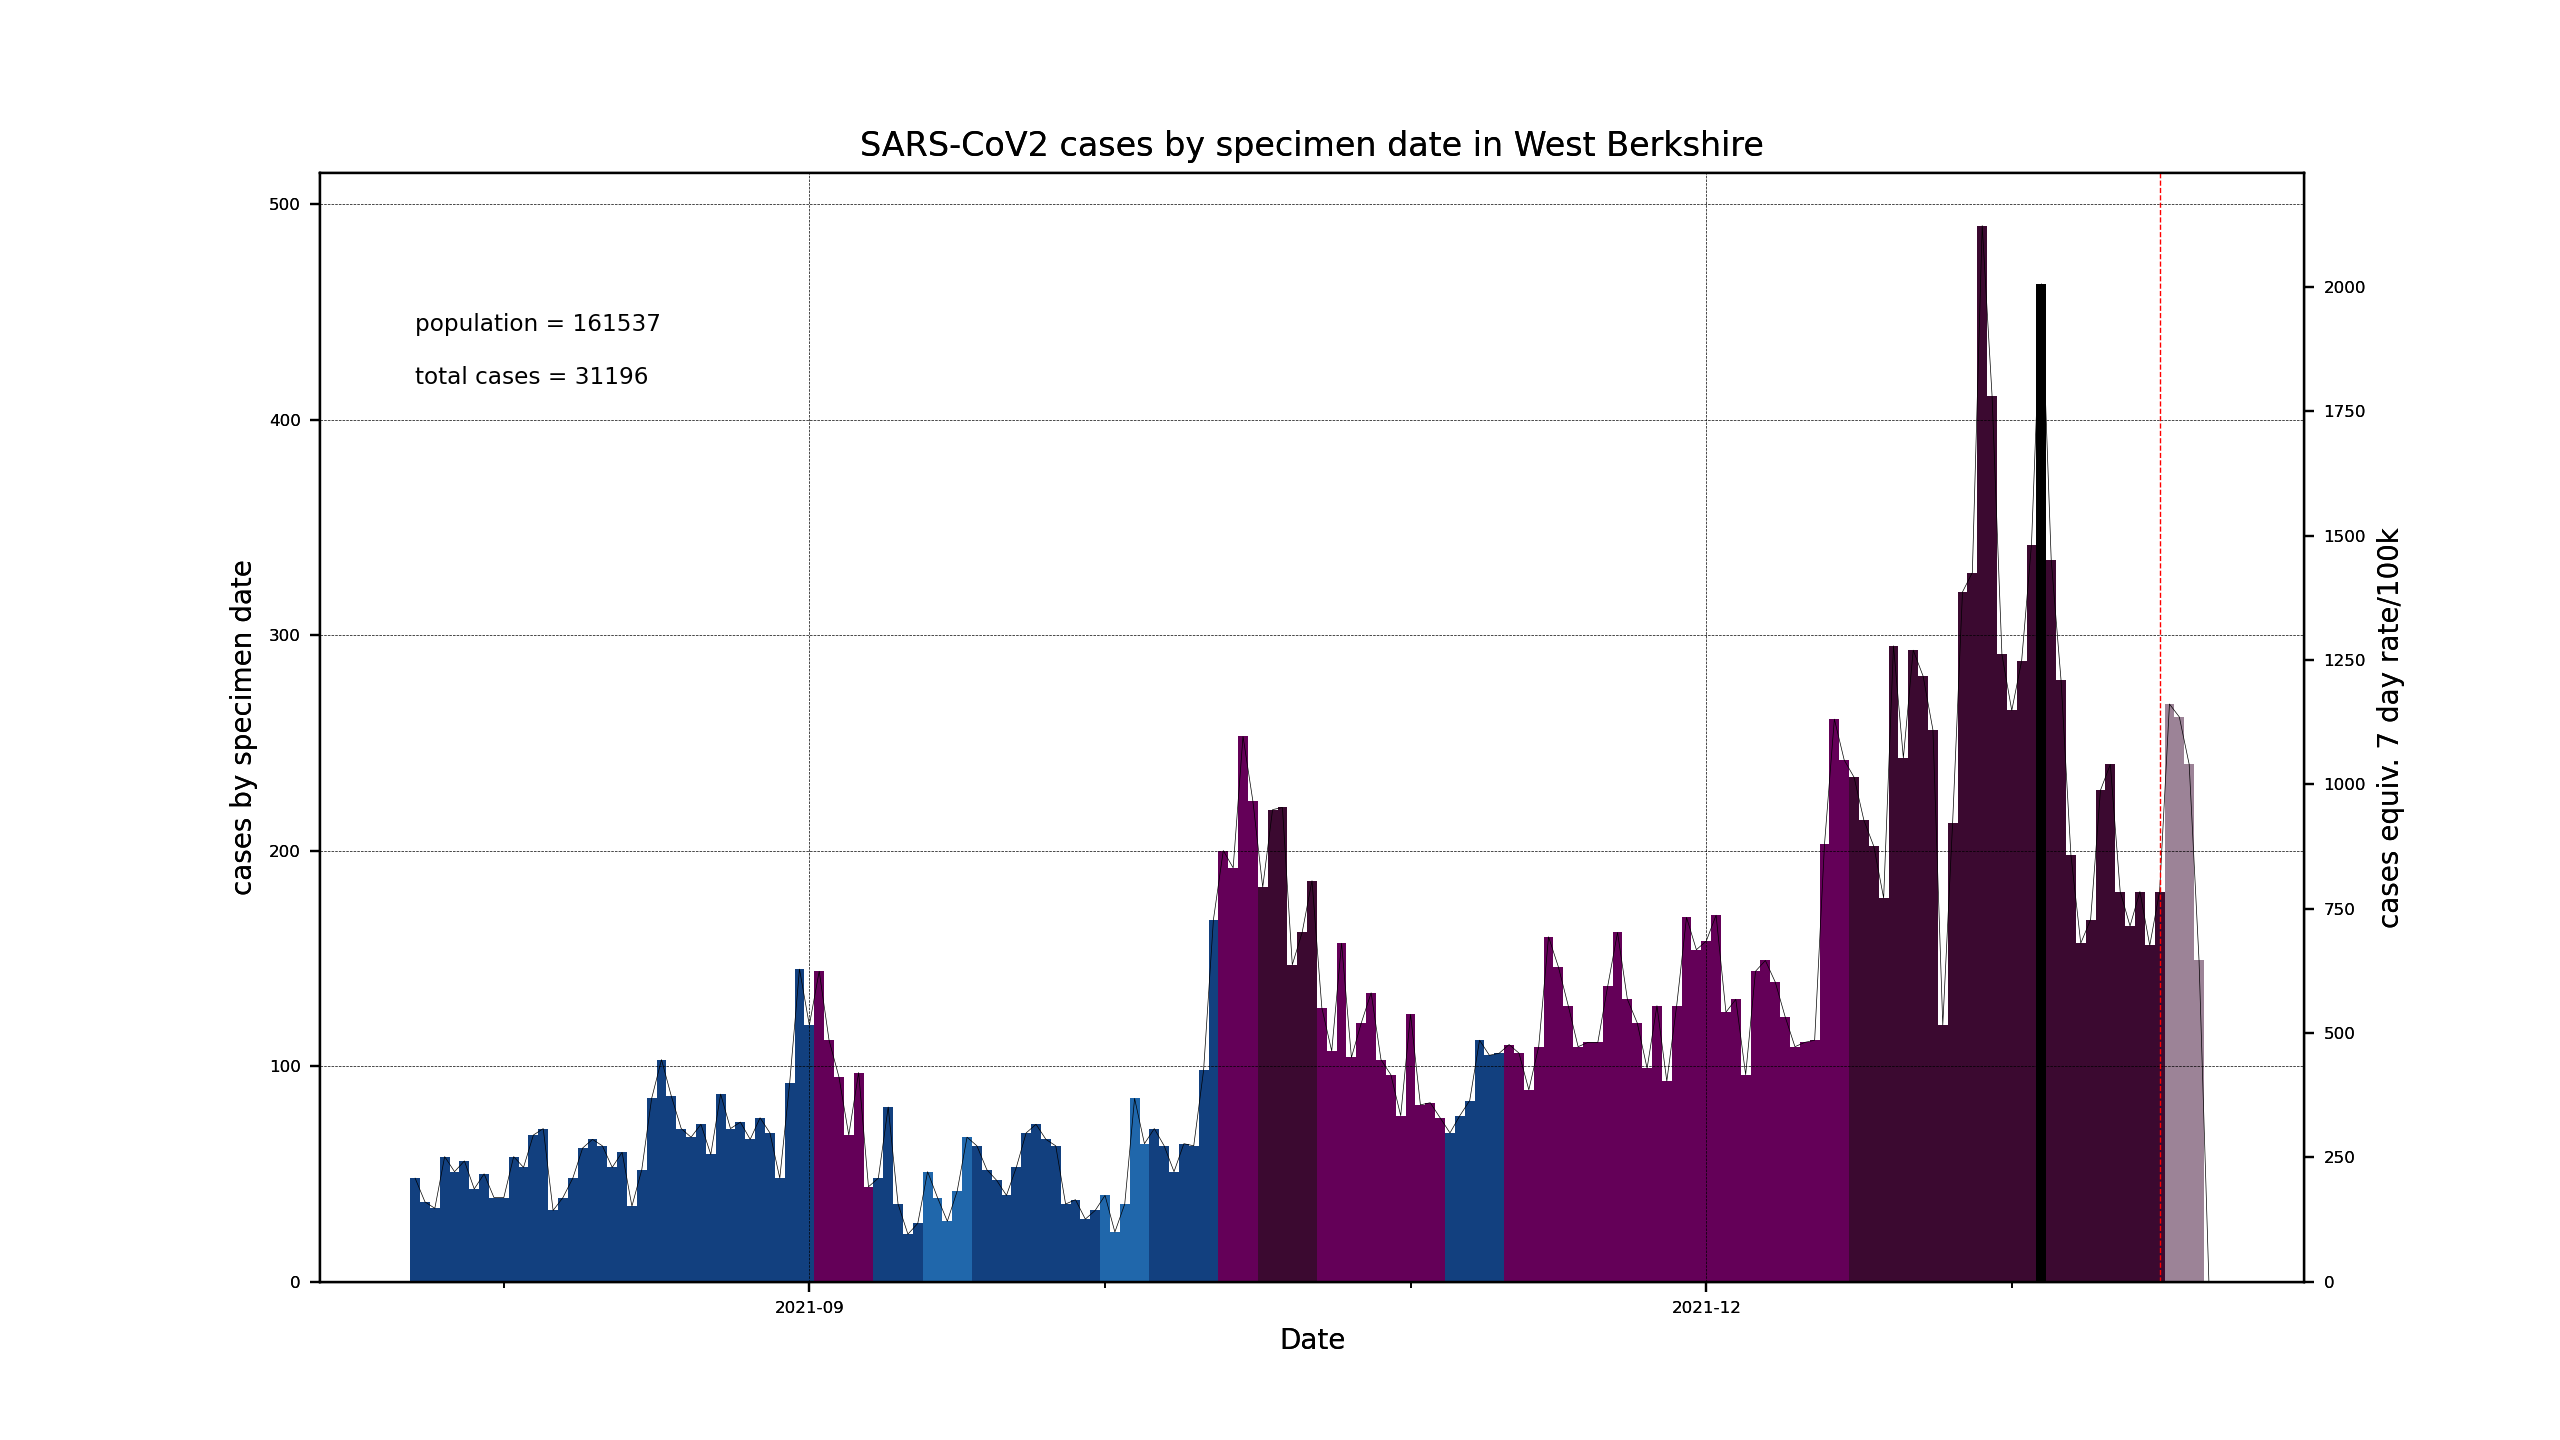 SARS-CoV2 cases by specimen date in West Berkshire
population = 161537
total cases = 31196
cases by specimen date
500
400
300
200
100
0
2000
1750
1500
1250
1000
750
500
250
0
cases equiv. 7 day rate/100k
2021-09
2021-12
Date